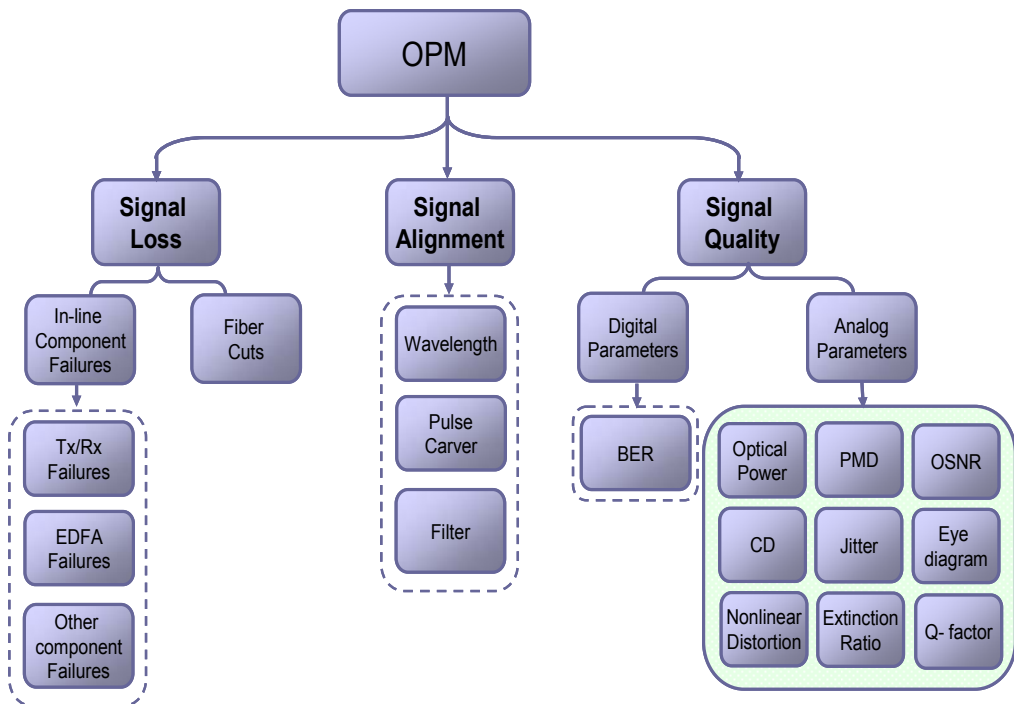 OPM
Signal
Loss
Signal
Alignment
Signal
Quality
In-line
Component
Failures
Fiber
Cuts
Wavelength
Pulse
Carver
Filter
Digital
Parameters
Analog
Parameters
Tx/Rx
Failures
EDFA
Failures
Other
component
Failures
BER
Optical
Power
PMD
OSNR
CD
Jitter
Eye
diagram
Nonlinear
Distortion
Extinction
Ratio
Q- factor